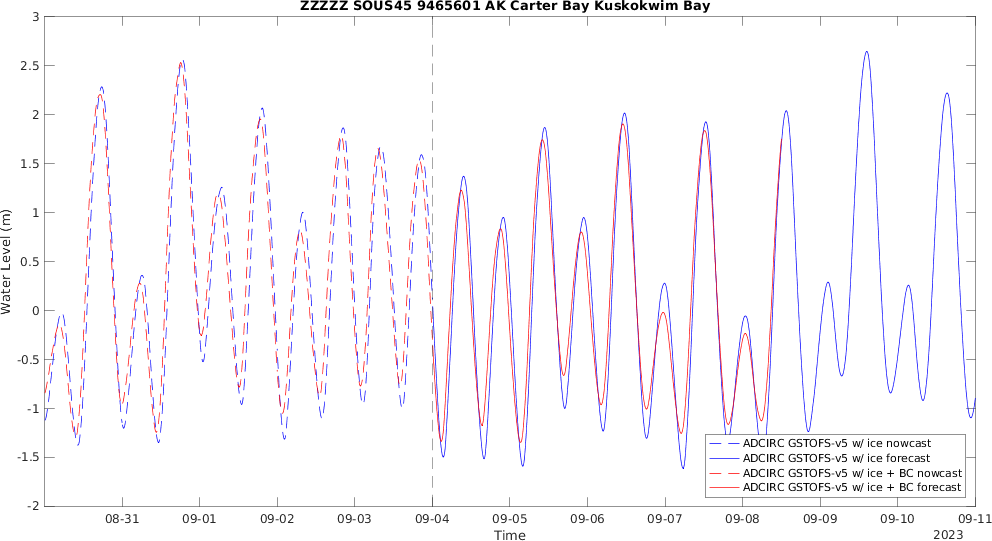 ZZZZZ SOUS45 9465601 AK Carter Bay Kuskokwim Bay
3
2.5
2
1.5
1
0.5
0
-0.5
-1
-1.5
-2
Water Level (m)
08-31 09-01 09-02 09-03 09-04 09-05 09-06 09-07 09-08 09-09 09-10 09-11
Time
2023
ADCIRC GSTOFS-v5 w/ ice nowcast
ADCIRC GSTOFS-v5 w/ ice forecast
ADCIRC GSTOFS-v5 w/ ice + BC nowcast
ADCIRC GSTOFS-v5 w/ ice + BC forecast